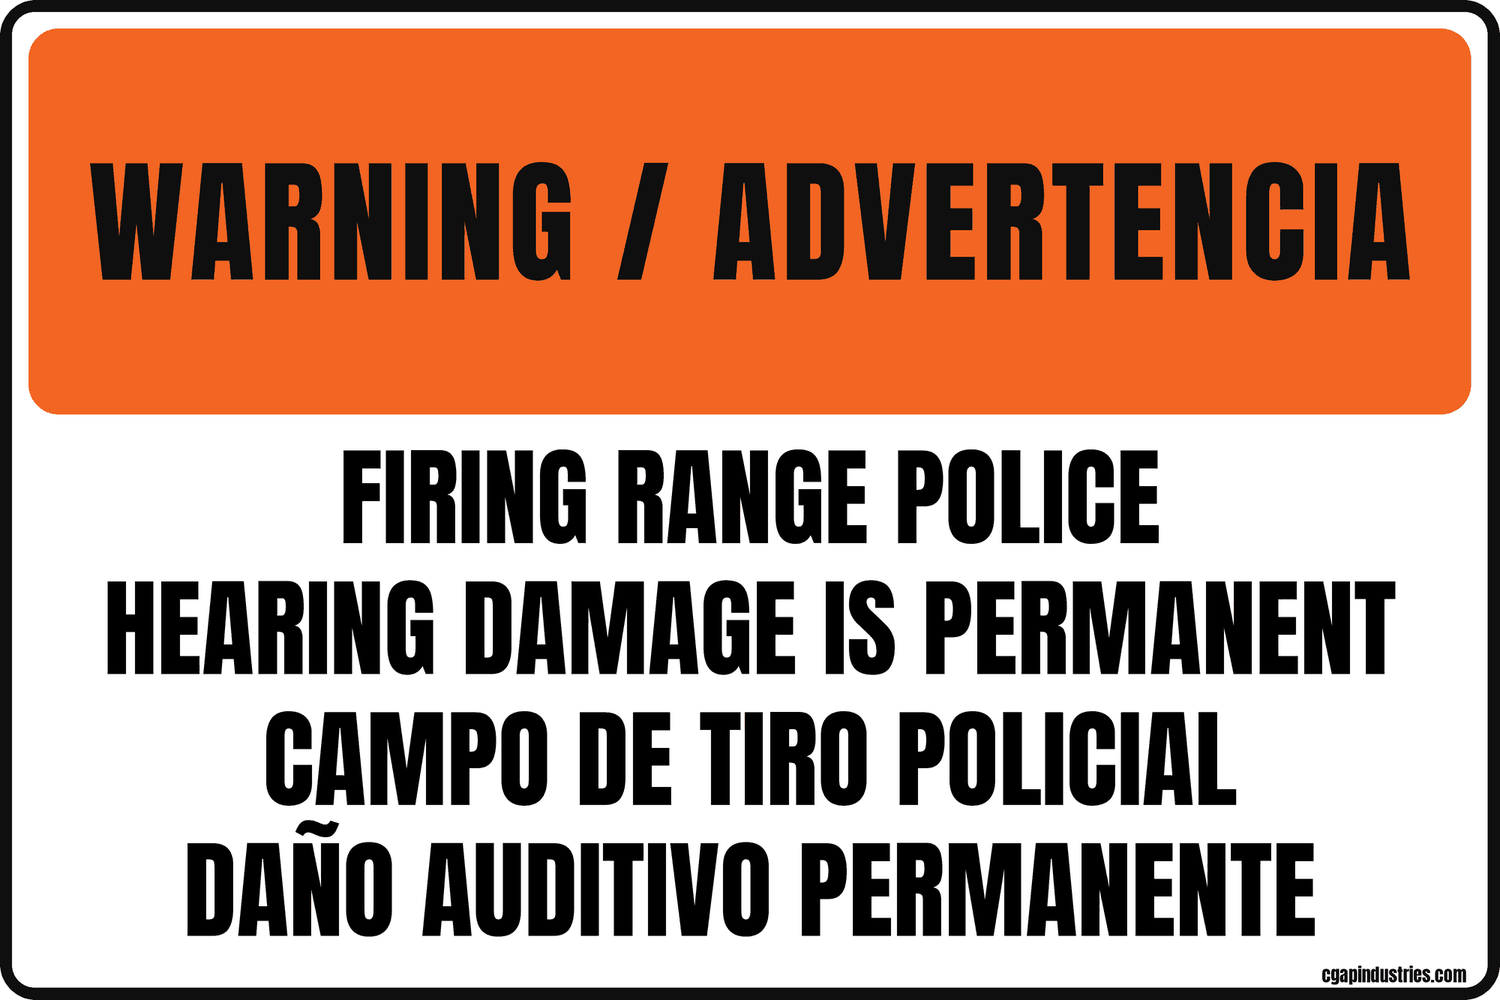 WARNING / ADVERTENCIA
FIRING RANGE POLICE
HEARING DAMAGE IS PERMANENT
CAMPO DE TIRO POLICIAL
DAÑO AUDITIVO PERMANENTE
cgapindustries.com